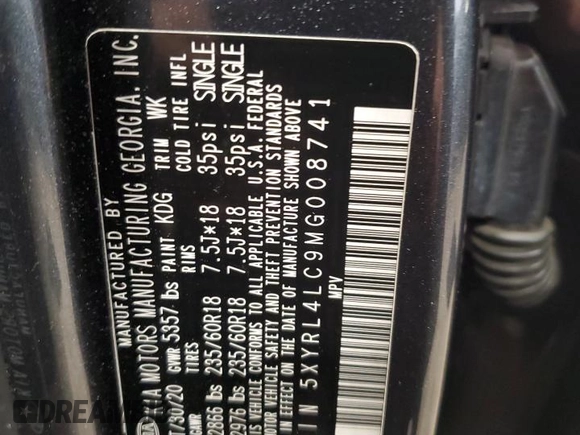 MANUFACTURED BY
KIA MOTORS MANUFACTURING GEORGIA, INC.
/30/20 GVWR 5357 lbs PAINT KDG TRIM WK
GAWR TIRES RIMS COLD TIRE INFL
2866 lbs 235/60R18 7.5J*18 35psi SINGLE
2976 lbs 235/60R18 7.5J*18 35psi SINGLE
THIS VEHICLE CONFORMS TO ALL APPLICABLE U.S.A. FEDERAL
MOTOR VEHICLE SAFETY AND THEFT PREVENTION STANDARDS
IN EFFECT ON THE DATE OF MANUFACTURE SHOWN ABOVE
5XYRL4LC9MG008741
MPV
DREAM